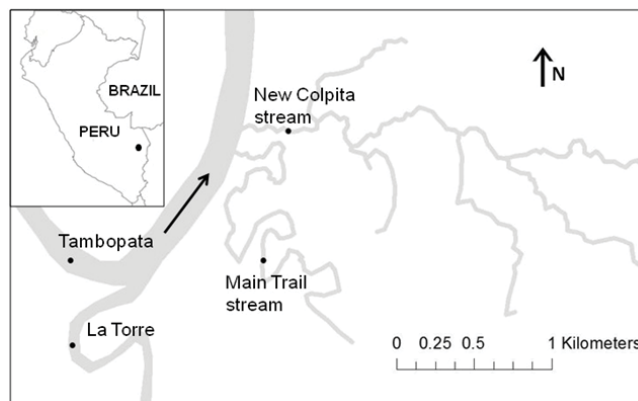 BRAZIL
PERU
N
New Colpita
stream
Tambopata
Main Trail
stream
La Torre
0 0.25 0.5 1 Kilometers